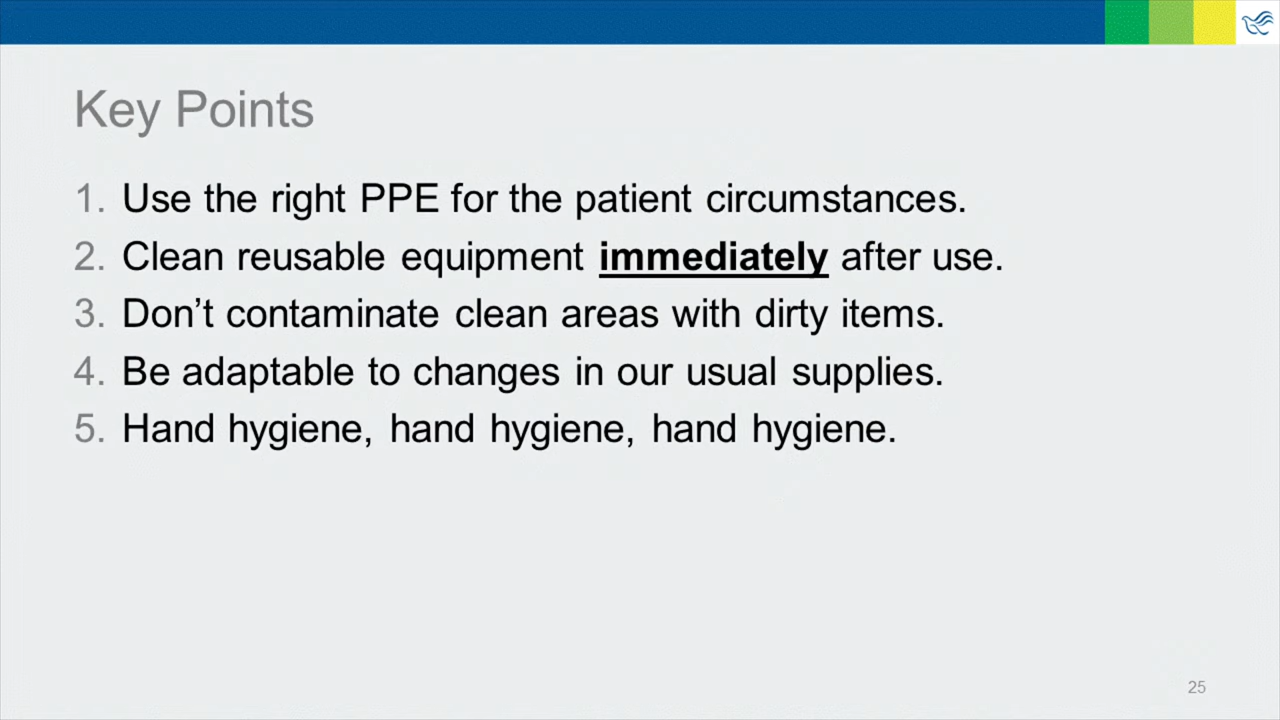 Key Points
1. Use the right PPE for the patient circumstances.
2. Clean reusable equipment immediately after use.
3. Don’t contaminate clean areas with dirty items.
4. Be adaptable to changes in our usual supplies.
5. Hand hygiene, hand hygiene, hand hygiene.
25